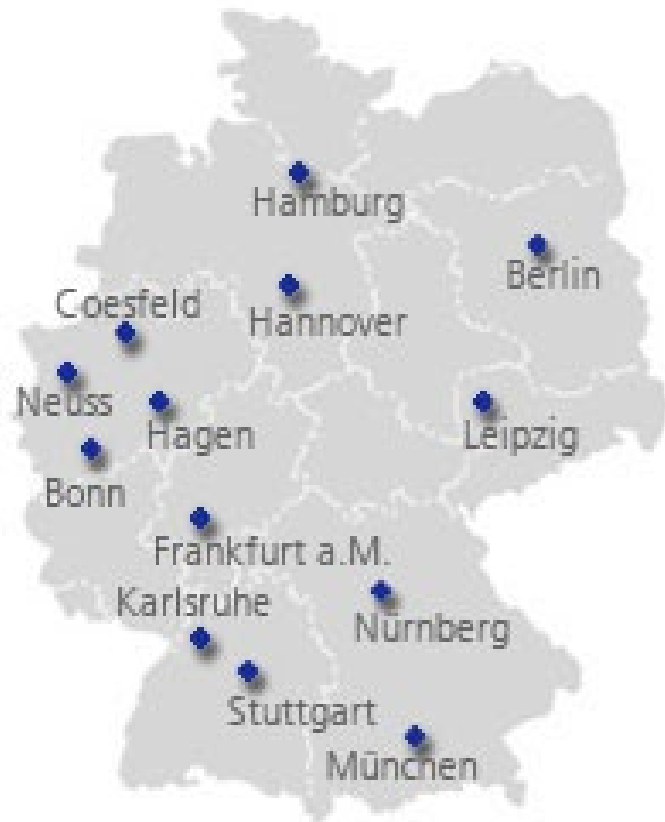 Hamburg
Berlin
Coesfeld
Hannover
Neuss
Hagen
Leipzig
Bonn
Frankfurt a.M.
Karlsruhe
Nürnberg
Stuttgart
München